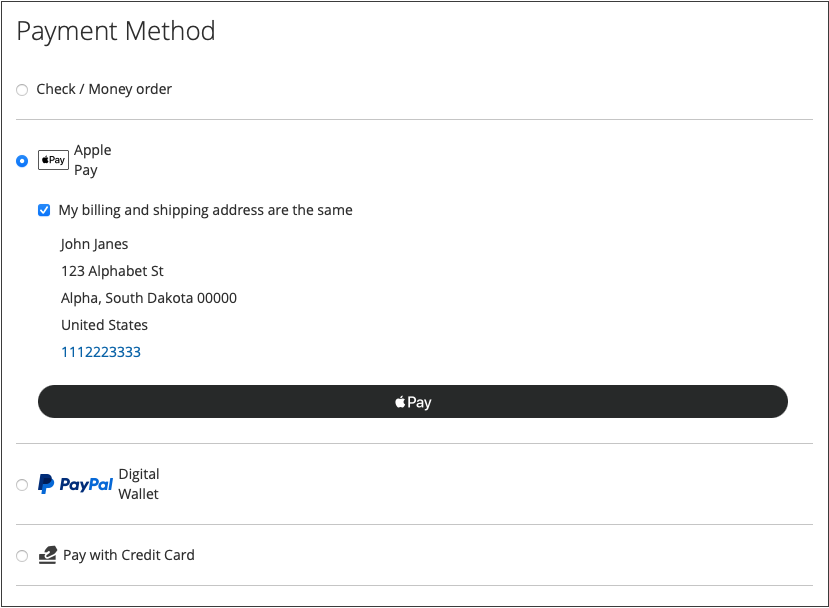 Payment Method
Check / Money order
Pay Apple
Pay
My billing and shipping address are the same
John Janes
123 Alphabet St
Alpha, South Dakota 00000
United States
1112223333
Pay
PayPal Digital
Wallet
Pay with Credit Card